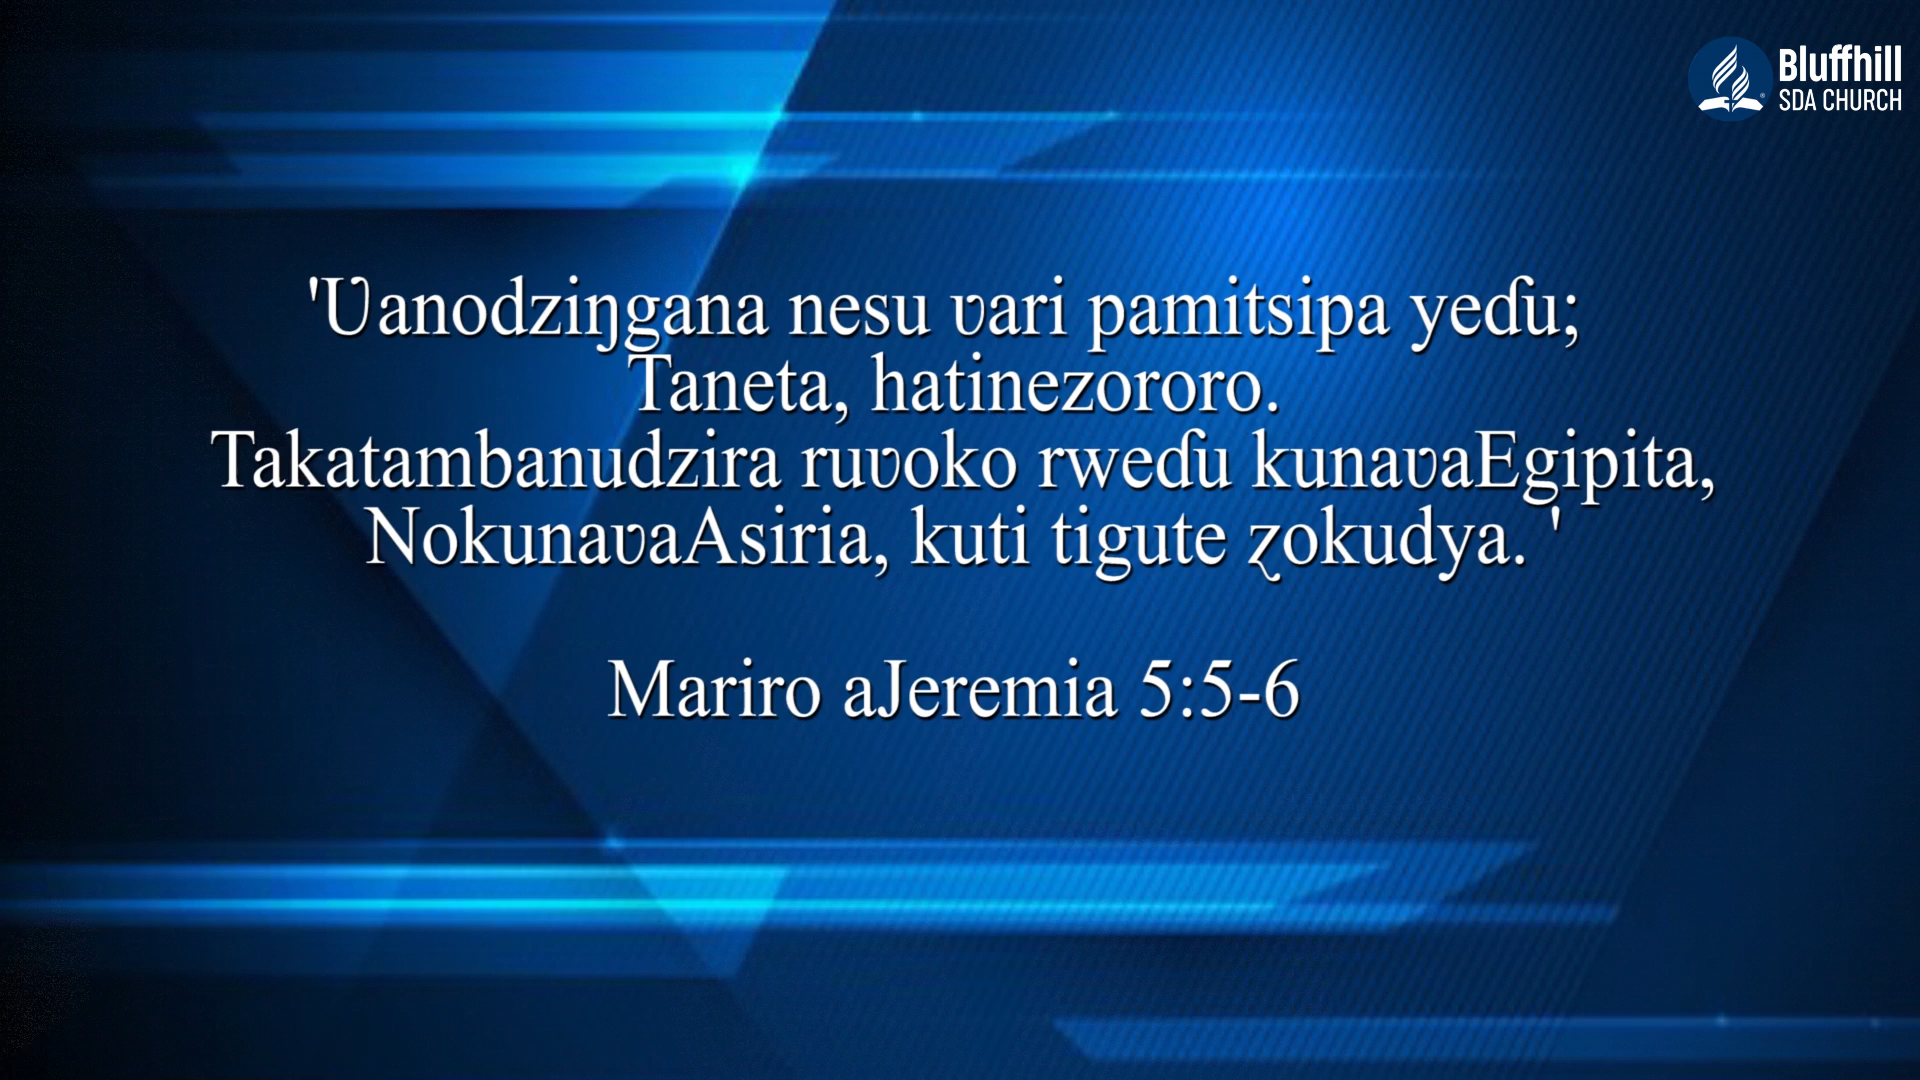 Bluffhill
SDA CHURCH
'Ʋanodziŋgana nesu ʋari pamitsipa yeɗu;
Taneta, hatinezororo.
Takatambanudzira ruʋoko rweɗu kunaʋaEgipita,
NokunaʋaAsiria, kuti tigute ɀokudya. '
Mariro aJeremia 5:5-6